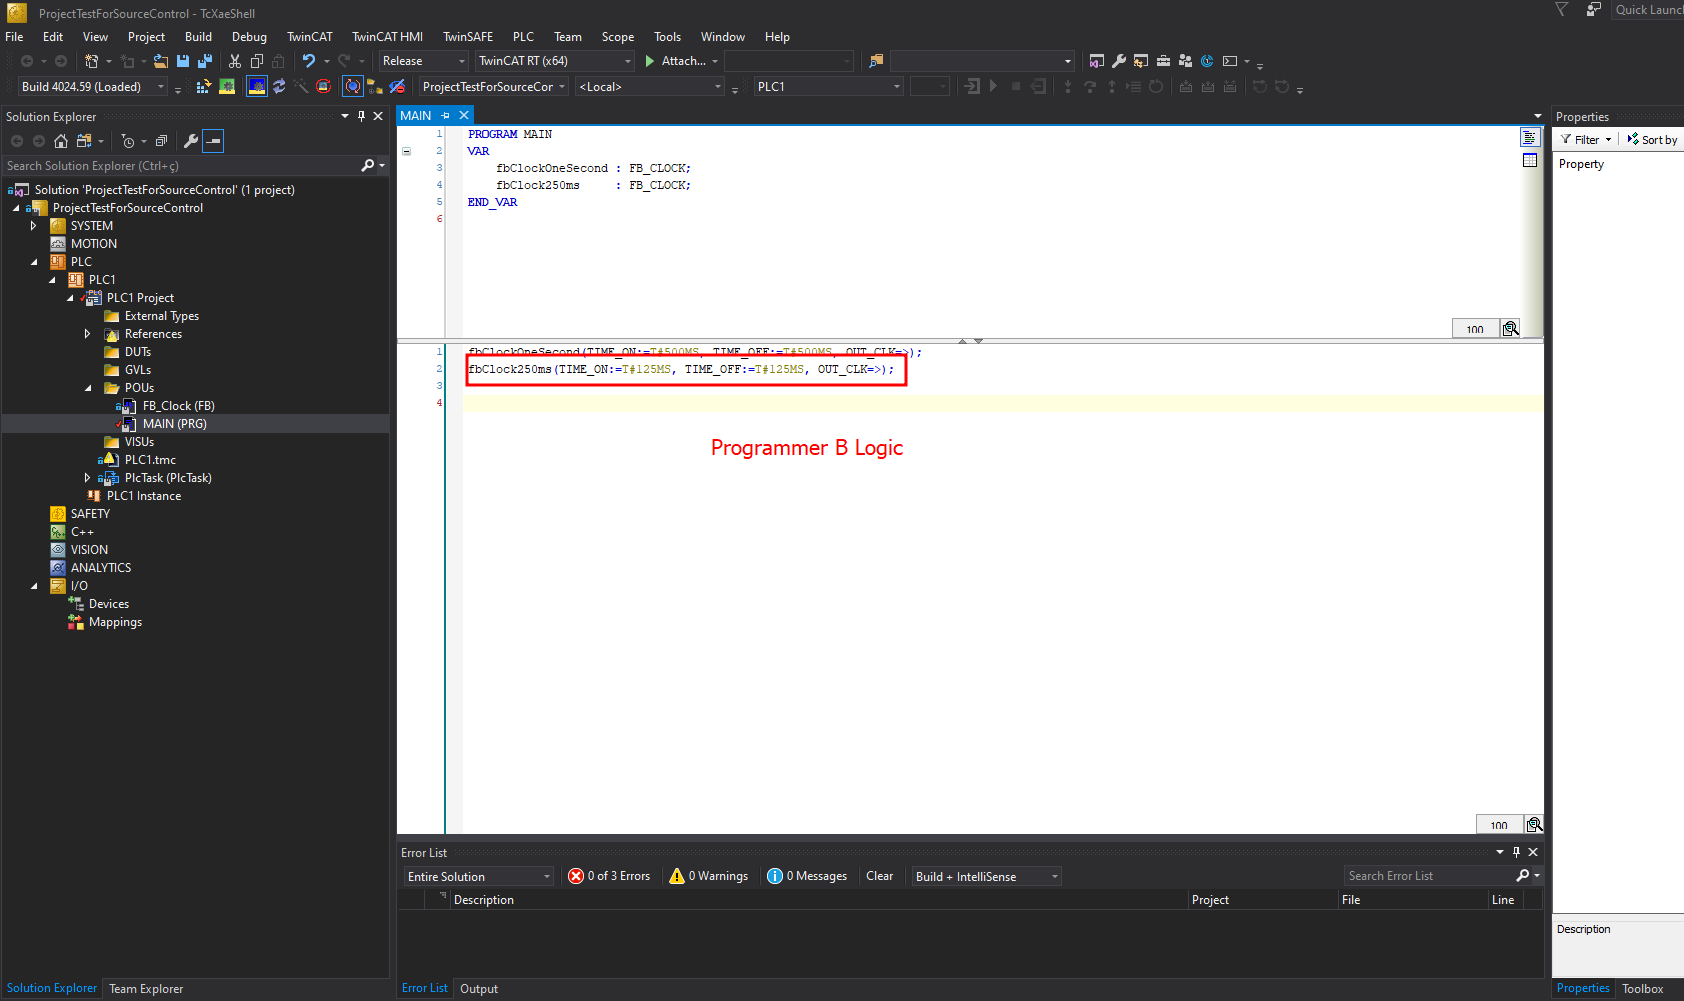 ProjectTestForSourceControl - TcXaeShell
Quick Launc
File Edit View Project Build Debug TwinCAT TwinCAT HMI TwinSAFE PLC Team Scope Tools Window Help
Release TwinCAT RT (x64) Attach...
Build 4024.59 (Loaded) ProjectTestForSourceCor <Local> PLC1
Solution Explorer
Search Solution Explorer (Ctrl+ç)
Solution 'ProjectTestForSourceControl' (1 project)
ProjectTestForSourceControl
SYSTEM
MOTION
PLC
PLC1
PLC1 Project
External Types
References
DUTs
GVLs
POUs
FB_Clock (FB)
MAIN (PRG)
VISUs
PLC1.tmc
PlcTask (PlcTask)
PLC1 Instance
SAFETY
C++
VISION
ANALYTICS
I/O
Devices
Mappings
Solution Explorer Team Explorer
MAIN
1 PROGRAM MAIN
2 VAR
3 fbClockOneSecond : FB_CLOCK;
4 fbClock250ms : FB_CLOCK;
5 END_VAR
6
100
1 fbClockOneSecond(TIME_ON:=T#500MS, TIME_OFF:=T#500MS, OUT_CLK=>);
2 fbClock250ms(TIME_ON:=T#125MS, TIME_OFF:=T#125MS, OUT_CLK=>);
3
4
Programmer B Logic
100
Error List
Entire Solution 0 of 3 Errors 0 Warnings 0 Messages Clear Build + IntelliSense Search Error List
Description Project File Line
Error List Output
Properties
Filter Sort by
Property
Description
Properties Toolbox